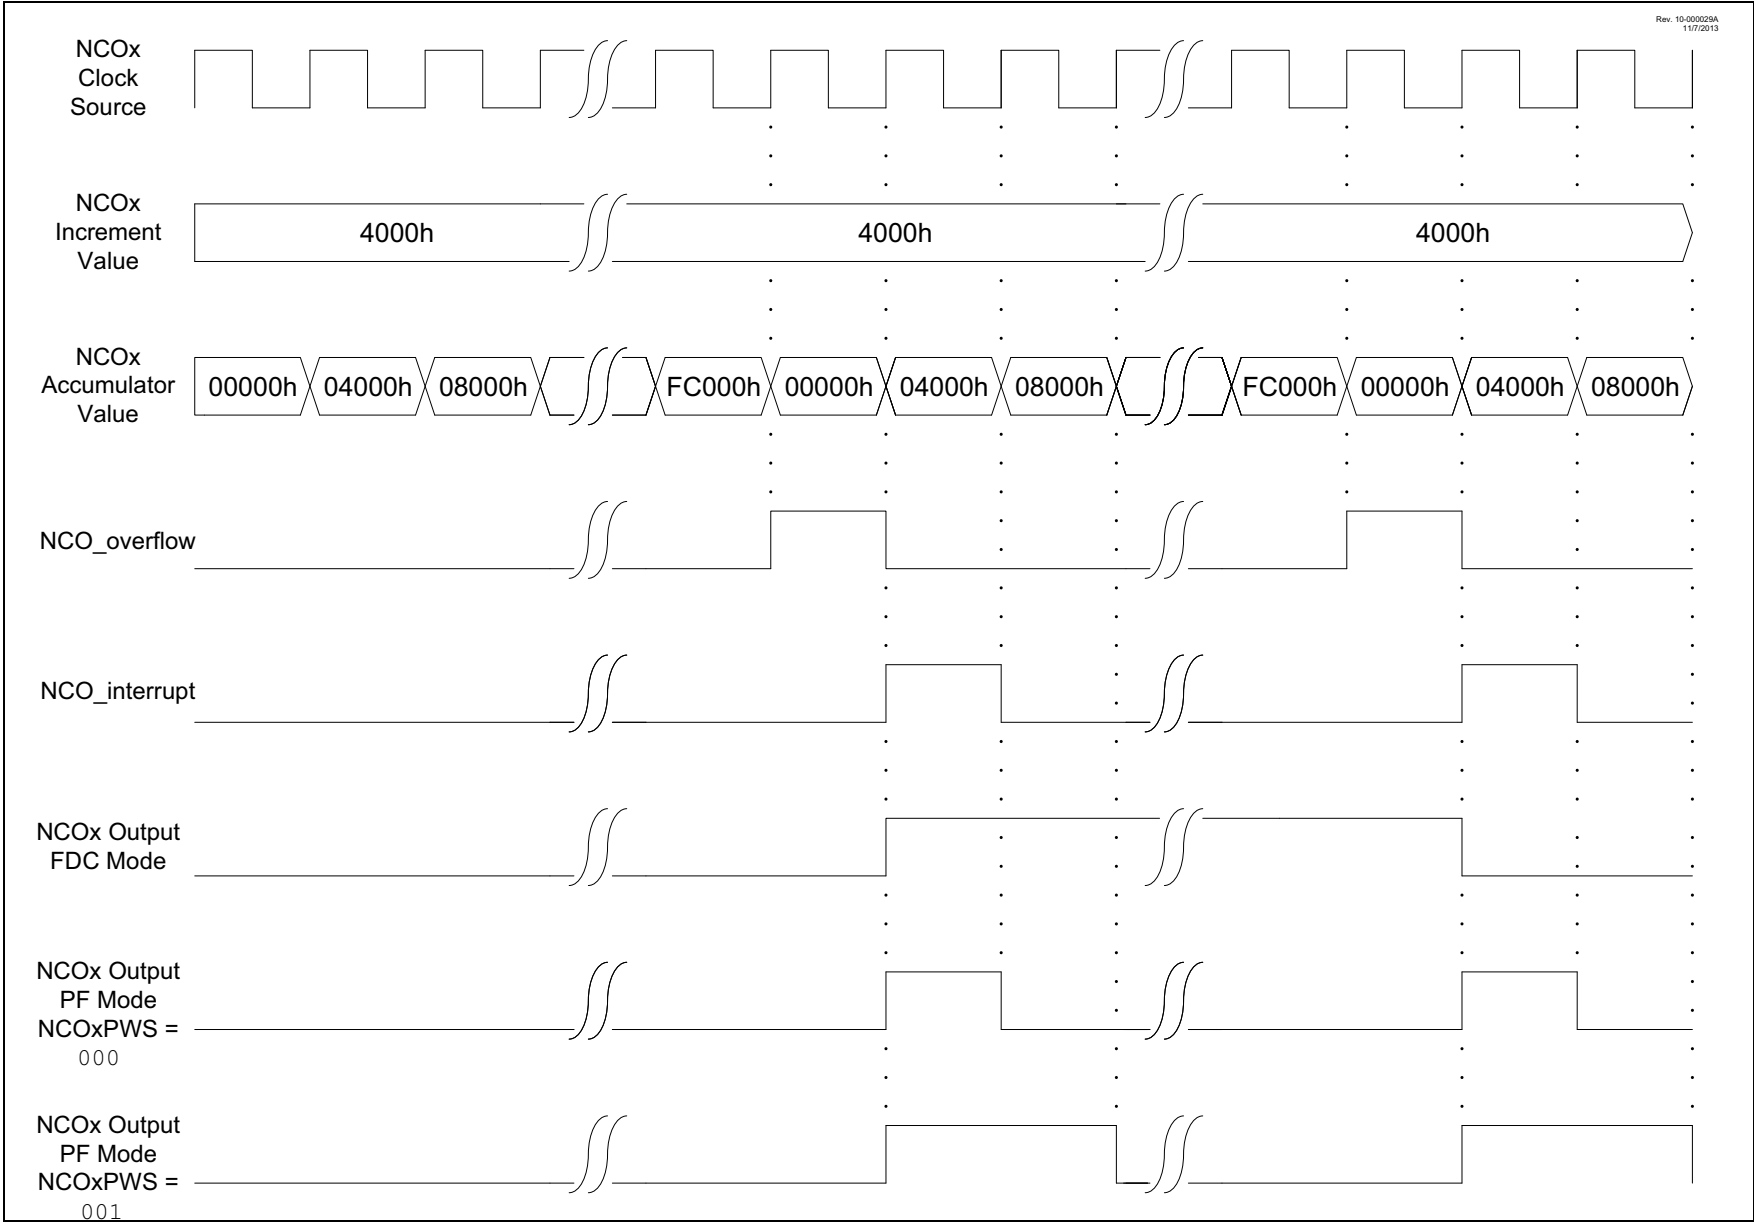 Rev. 10-000029A
11/7/2013
NCOx
Clock
Source
NCOx
Increment
Value
4000h
4000h
4000h
NCOx
Accumulator
Value
00000h
04000h
08000h
FC000h
00000h
04000h
08000h
FC000h
00000h
04000h
08000h
NCO_overflow
NCO_interrupt
NCOx Output
FDC Mode
NCOx Output
PF Mode
NCOxPWS =
000
NCOx Output
PF Mode
NCOxPWS =
001